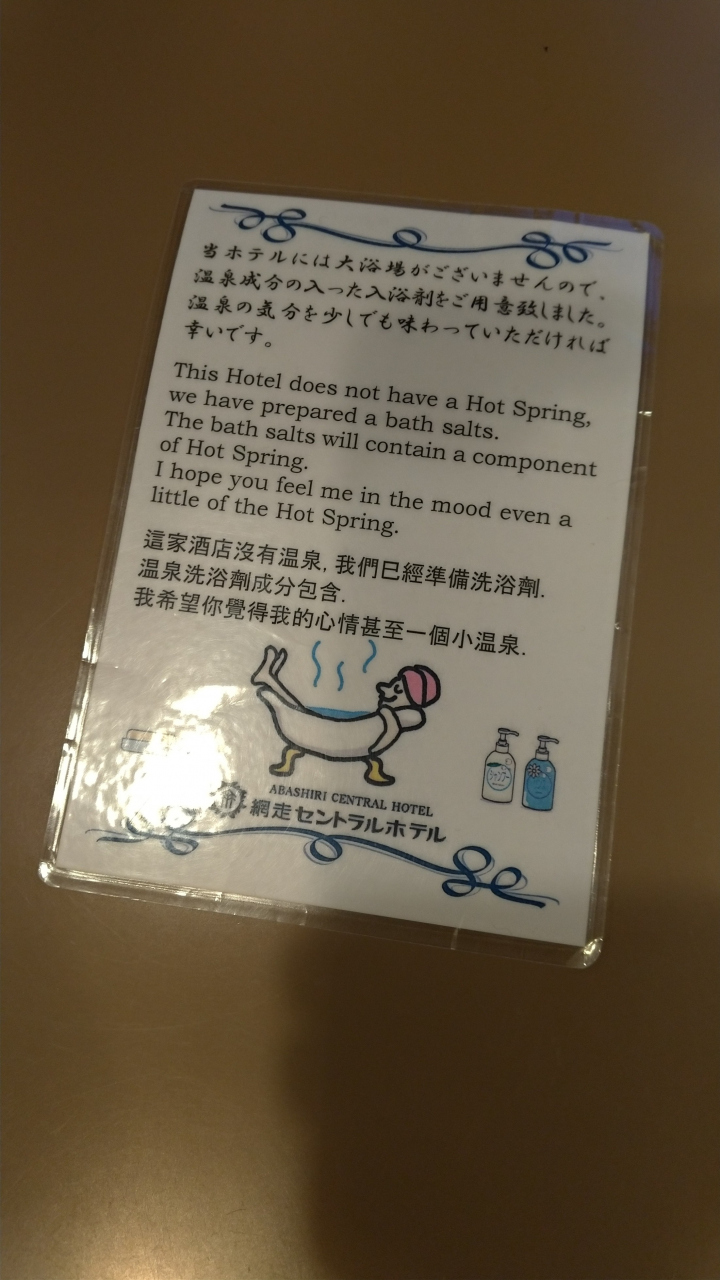 当ホテルには大浴場がございませんので、
温泉成分の入った入浴剤をご用意致しました。
温泉の気分を少しでも味わっていただければ
幸いです。
This Hotel does not have a Hot Spring,
we have prepared a bath salts.
The bath salts will contain a component
of Hot Spring.
I hope you feel me in the mood even a
little of the Hot Spring.
這家酒店沒有温泉, 我們巳經準備洗浴劑.
温泉洗浴劑成分包含.
我希望你覺得我的心情甚至一個小温泉.
シャンプー
ABASHIRI CENTRAL HOTEL
網走セントラルホテル